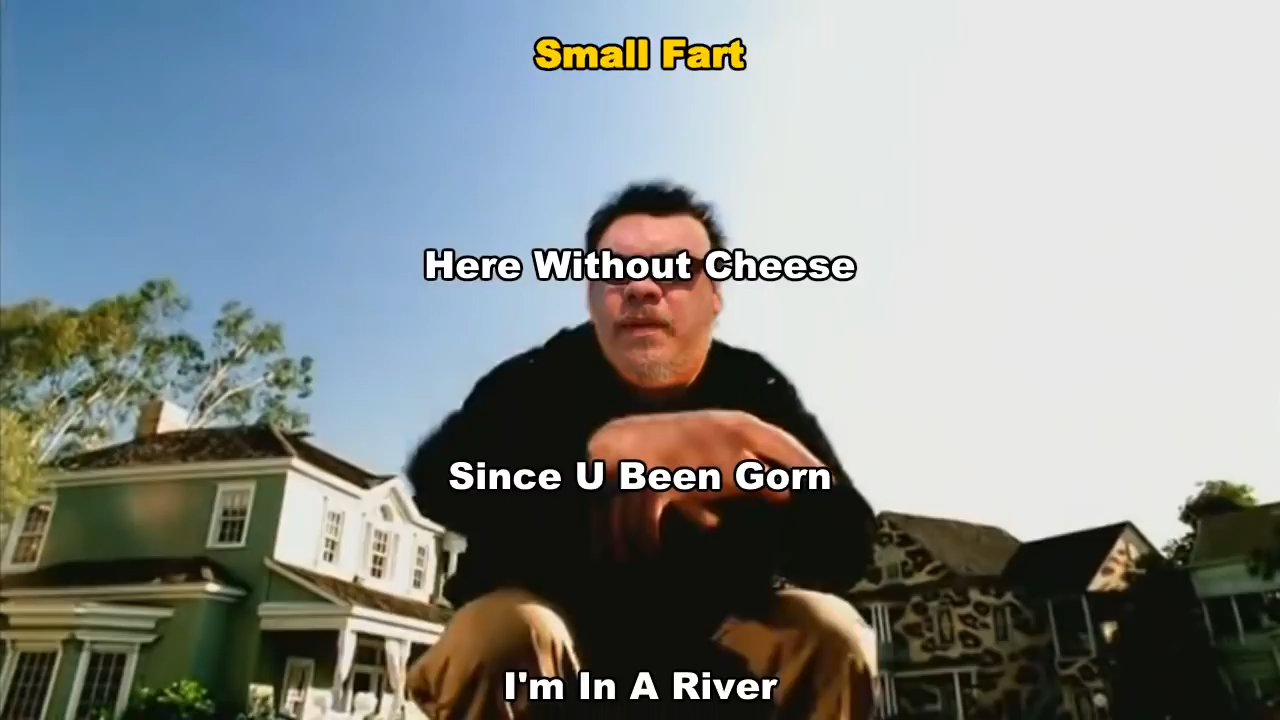 Small Fart
Here Without Cheese
Since U Been Gorn
I'm In A River